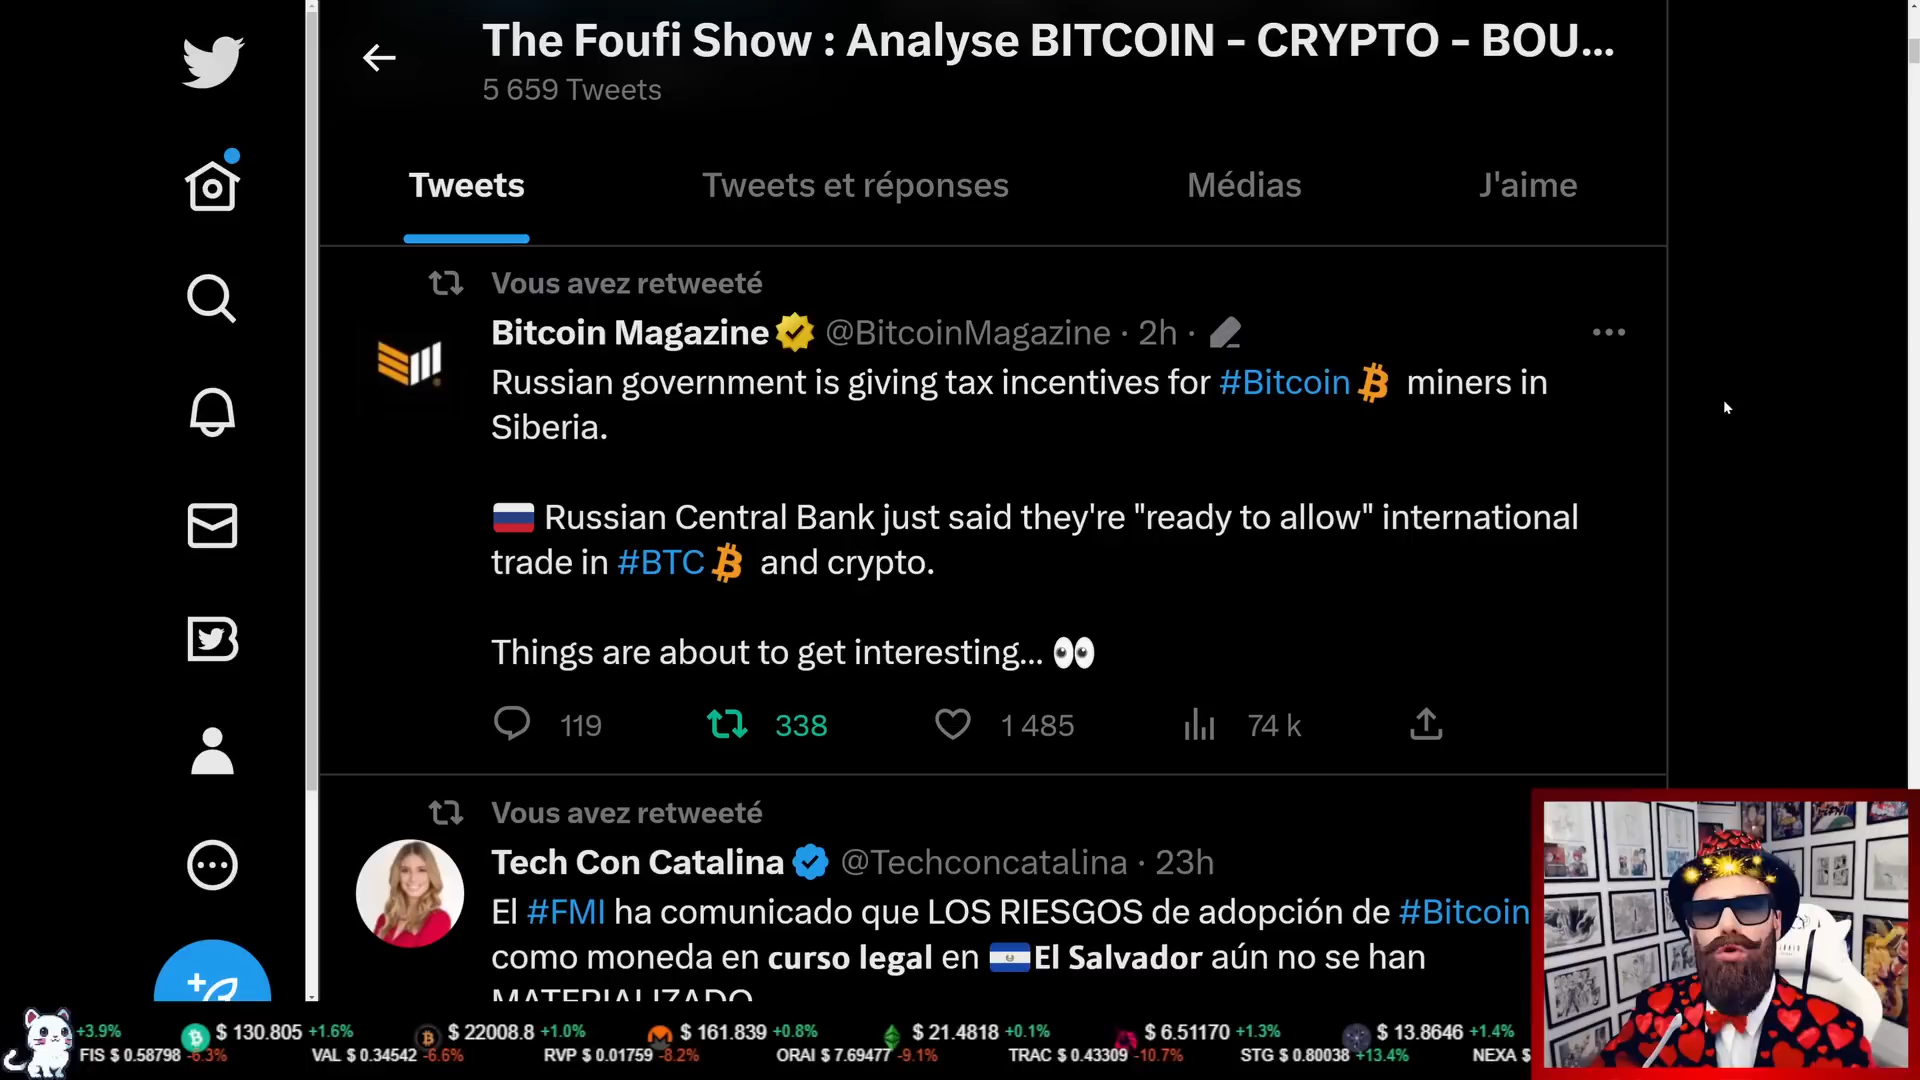 The Foufi Show : Analyse BITCOIN - CRYPTO - BOU...
5 659 Tweets
Tweets
Tweets et réponses
Médias
J'aime
Vous avez retweeté
Bitcoin Magazine @BitcoinMagazine · 2h ·
Russian government is giving tax incentives for #Bitcoin miners in
Siberia.
🇷🇺 Russian Central Bank just said they're "ready to allow" international
trade in #BTC and crypto.
Things are about to get interesting... 👀
119 338 1 485 74 k
Vous avez retweeté
Tech Con Catalina @Techconcatalina · 23h
El #FMI ha comunicado que LOS RIESGOS de adopción de #Bitcoin
como moneda en curso legal en 🇸🇻El Salvador aún no se han
MATERIALIZADO
+3.9% $ 130.805 +1.6% $ 22008.8 +1.0% $ 161.839 +0.8% $ 21.4818 +0.1% $ 6.51170 +1.3% $ 13.8646 +1.4%
FIS $ 0.58798 -6.3% VAL $ 0.34542 -6.6% RVP $ 0.01759 -8.2% ORAI $ 7.69477 -9.1% TRAC $ 0.43309 -10.7% STG $ 0.80038 +13.4% NEXA $